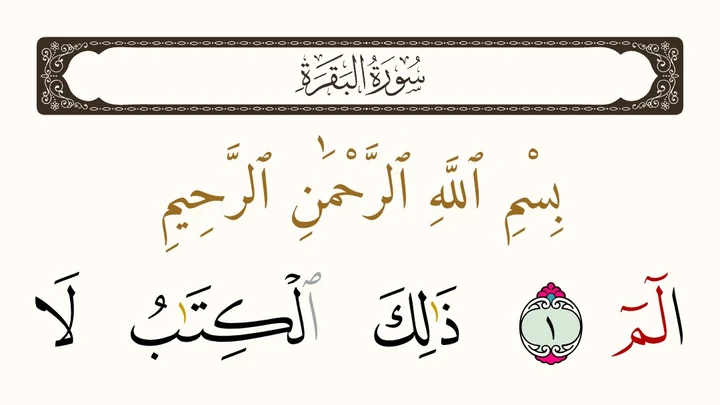 سُورَةُ البَقَرَةِ
بِسْمِ ٱللَّهِ ٱلرَّحْمَٰنِ ٱلرَّحِيمِ
الٓمٓ ١ ذَٰلِكَ ٱلْكِتَٰبُ لَا